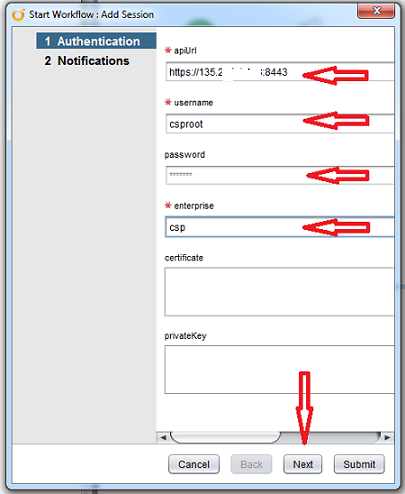 Start Workflow : Add Session
1 Authentication
2 Notifications
* apiUrl
https://135.2 :8443
* username
csproot
password
*******
* enterprise
csp
certificate
privateKey
Cancel
Back
Next
Submit